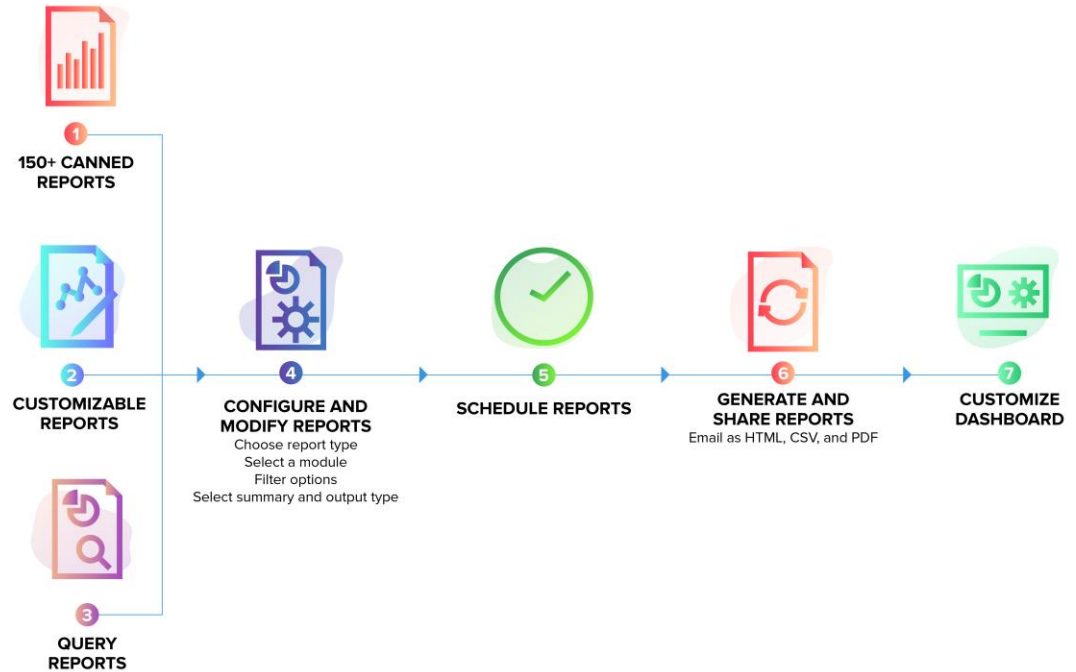 1
150+ CANNED
REPORTS
2
CUSTOMIZABLE
REPORTS
3
QUERY
REPORTS
4
CONFIGURE AND
MODIFY REPORTS
Choose report type
Select a module
Filter options
Select summary and output type
5
SCHEDULE REPORTS
6
GENERATE AND
SHARE REPORTS
Email as HTML, CSV, and PDF
7
CUSTOMIZE
DASHBOARD